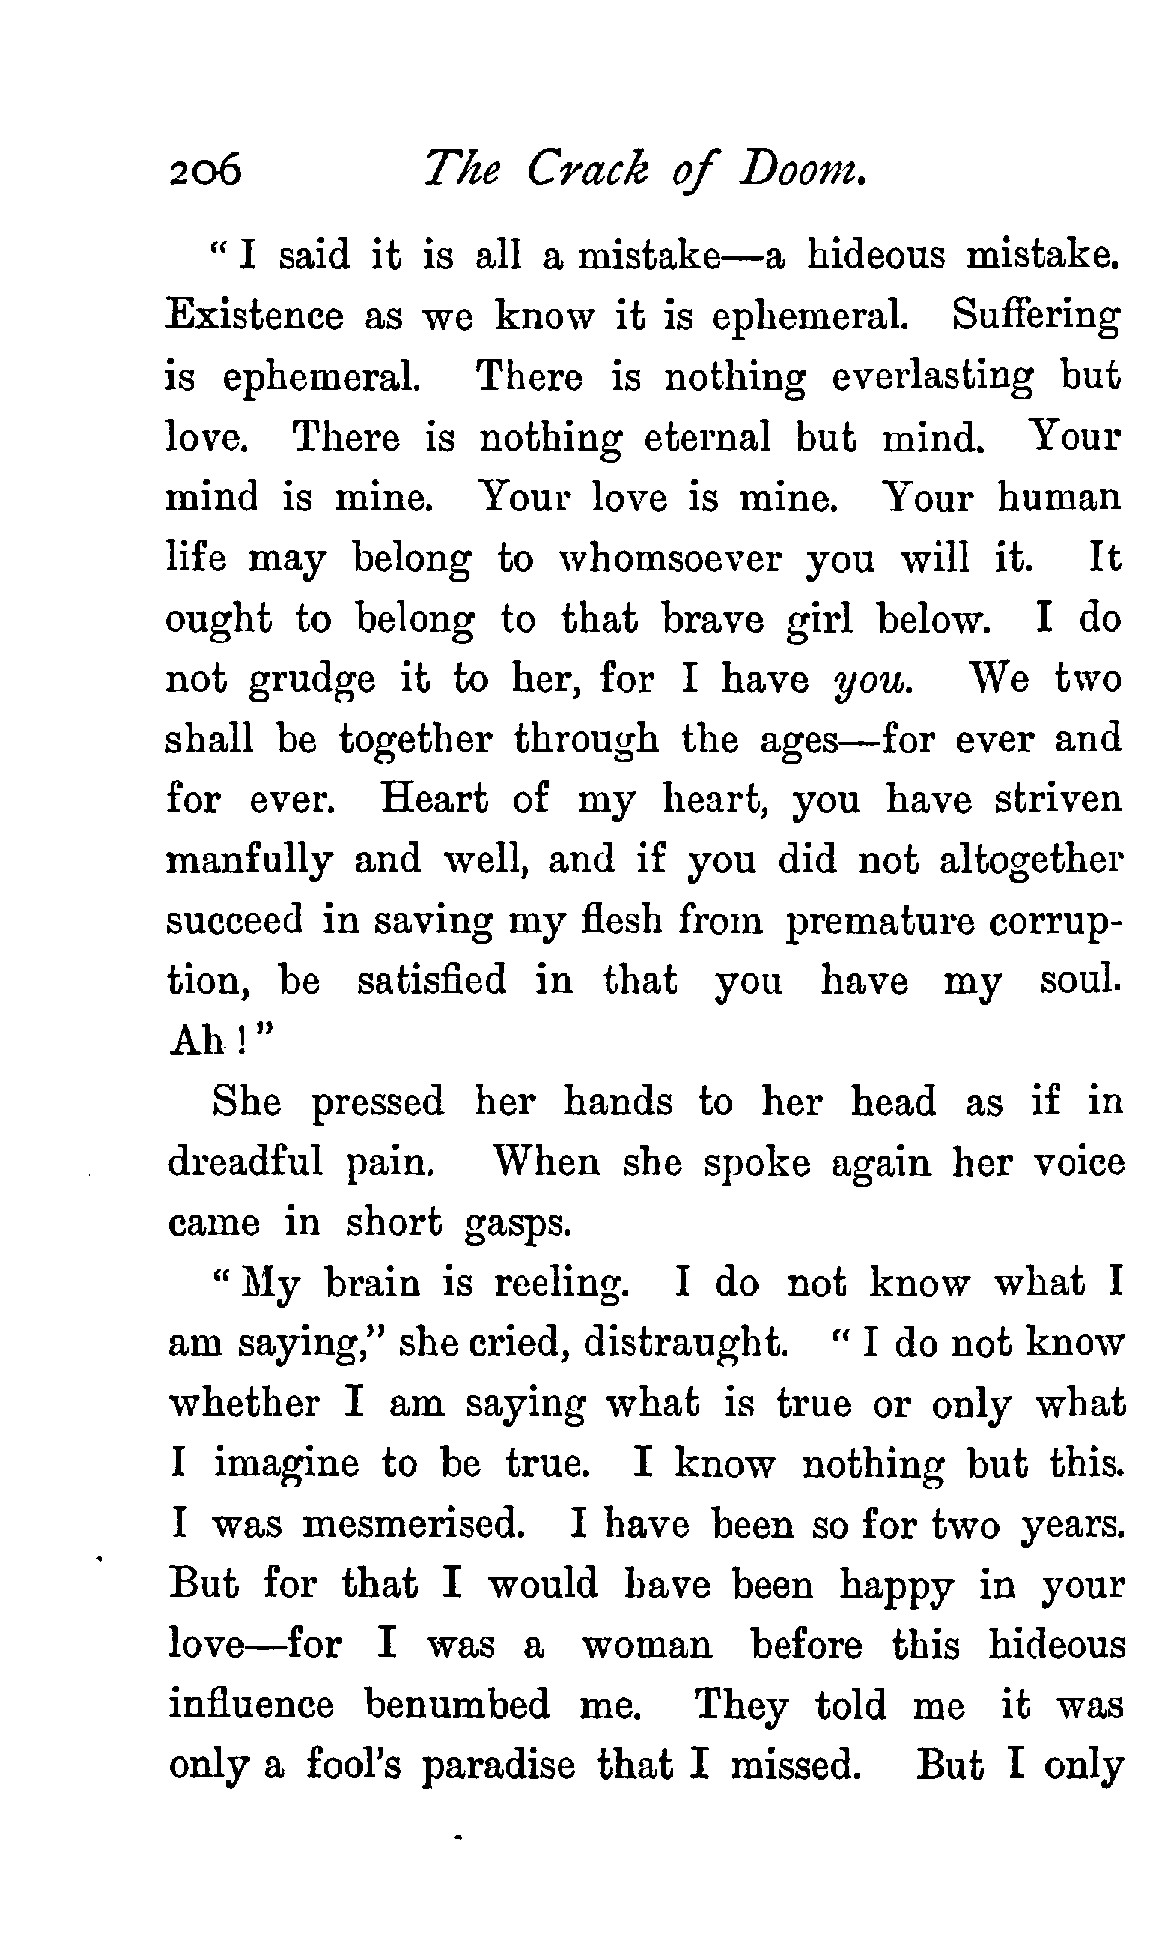 206 The Crack of Doom.
“ I said it is all a mistake—a hideous mistake.
Existence as we know it is ephemeral. Suffering
is ephemeral. There is nothing everlasting but
love. There is nothing eternal but mind. Your
mind is mine. Your love is mine. Your human
life may belong to whomsoever you will it. It
ought to belong to that brave girl below. I do
not grudge it to her, for I have you. We two
shall be together through the ages—for ever and
for ever. Heart of my heart, you have striven
manfully and well, and if you did not altogether
succeed in saving my flesh from premature corrup-
tion, be satisfied in that you have my soul.
Ah ! ”
She pressed her hands to her head as if in
dreadful pain. When she spoke again her voice
came in short gasps.
“ My brain is reeling. I do not know what I
am saying,” she cried, distraught. “ I do not know
whether I am saying what is true or only what
I imagine to be true. I know nothing but this.
I was mesmerised. I have been so for two years.
But for that I would have been happy in your
love—for I was a woman before this hideous
influence benumbed me. They told me it was
only a fool’s paradise that I missed. But I only